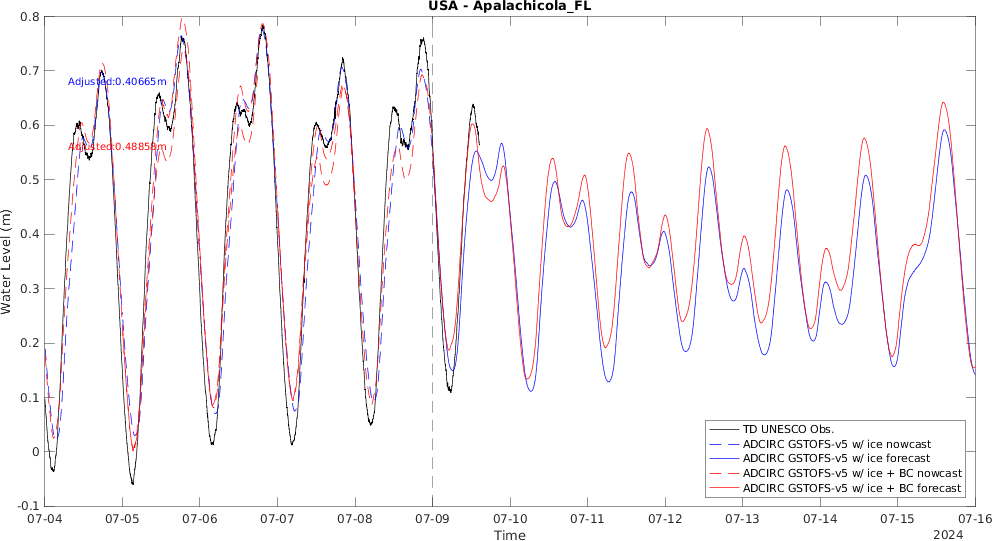 USA - Apalachicola_FL
0.8
0.7
0.6
0.5
0.4
0.3
0.2
0.1
0
-0.1
Water Level (m)
Adjusted:0.40665m
Adjusted:0.48858m
TD UNESCO Obs.
ADCIRC GSTOFS-v5 w/ ice nowcast
ADCIRC GSTOFS-v5 w/ ice forecast
ADCIRC GSTOFS-v5 w/ ice + BC nowcast
ADCIRC GSTOFS-v5 w/ ice + BC forecast
07-04 07-05 07-06 07-07 07-08 07-09 07-10 07-11 07-12 07-13 07-14 07-15 07-16
Time
2024